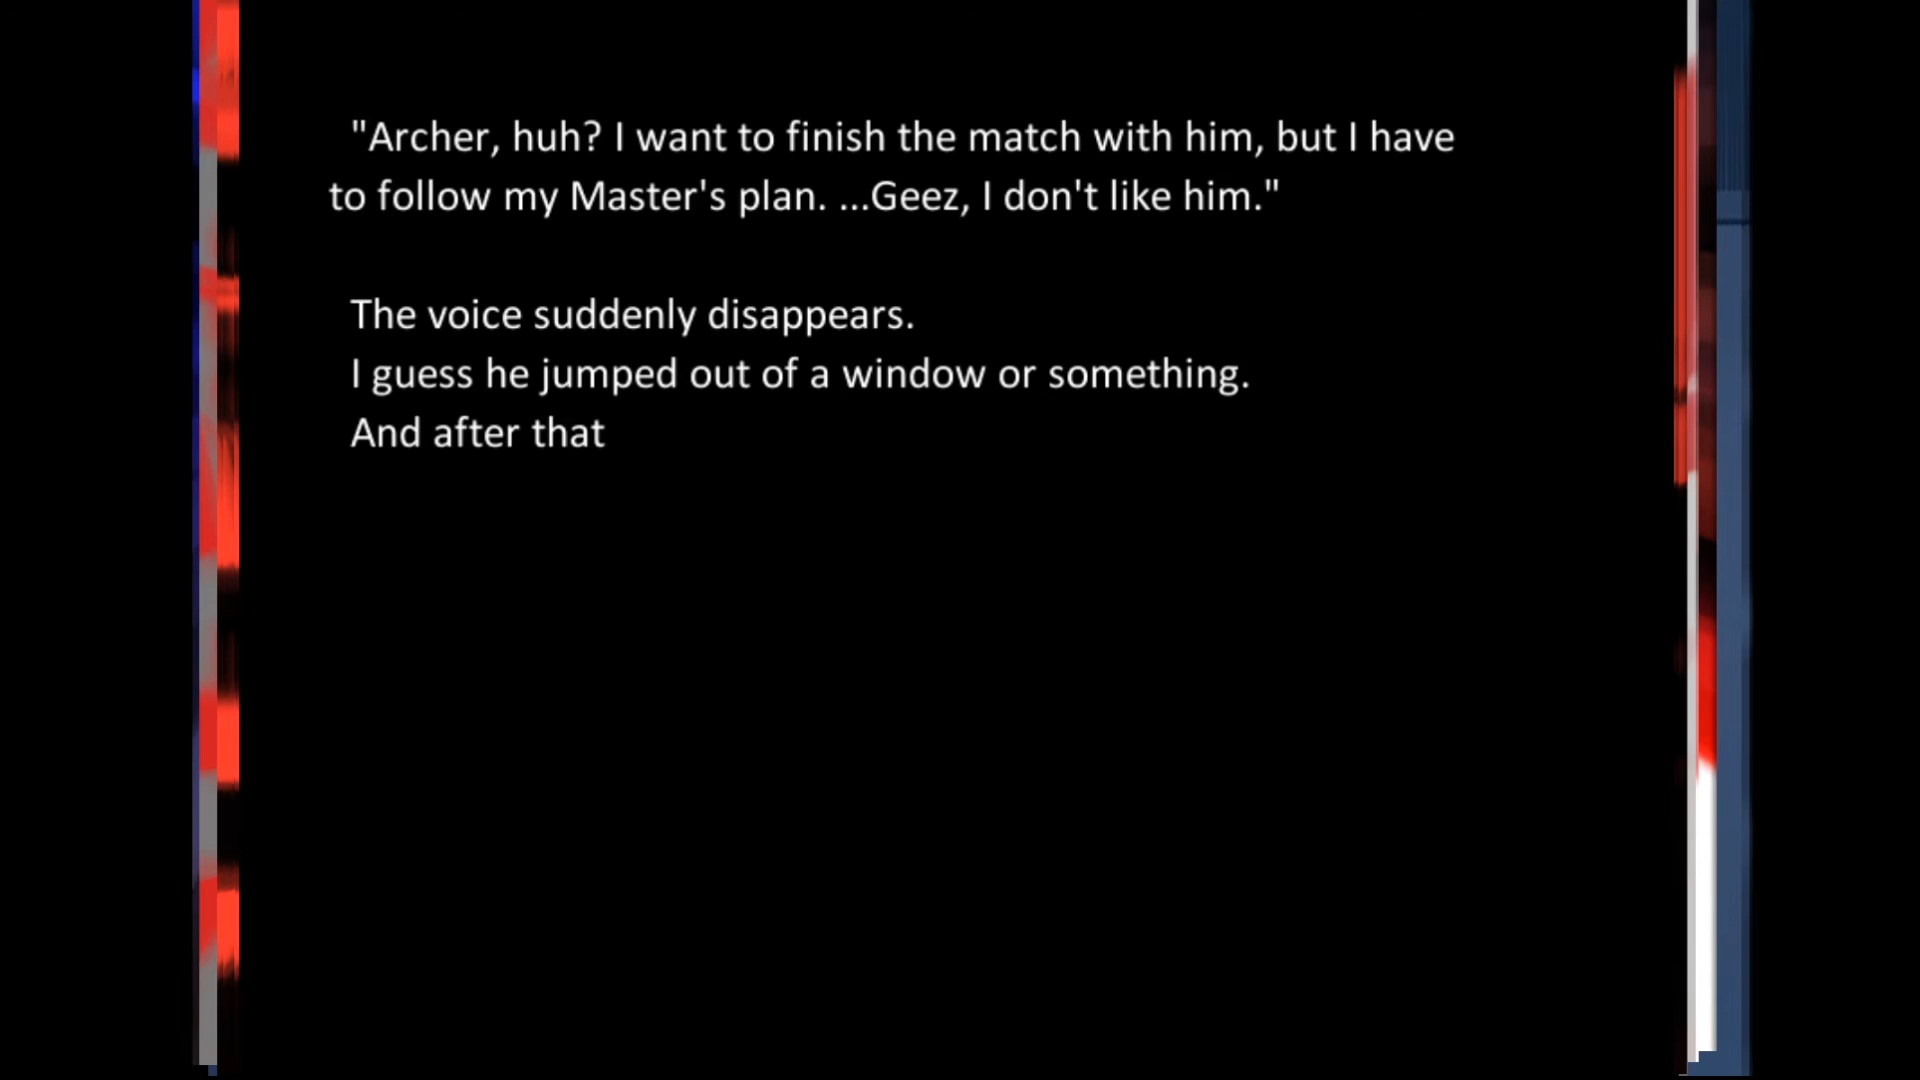 "Archer, huh? I want to finish the match with him, but I have
to follow my Master's plan. ...Geez, I don't like him."
The voice suddenly disappears.
I guess he jumped out of a window or something.
And after that